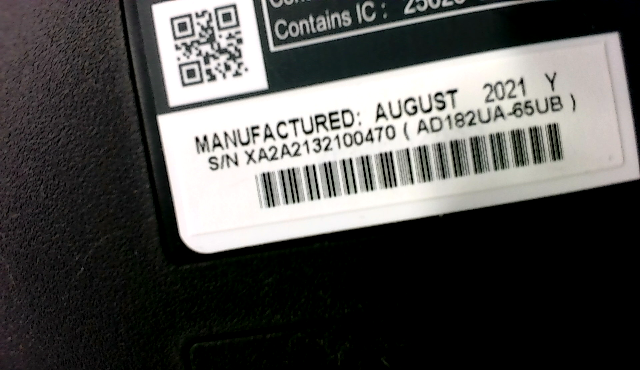 Contains IC :
MANUFACTURED: AUGUST 2021 Y
S/N XA2A2132100470 ( AD182UA-65UB )